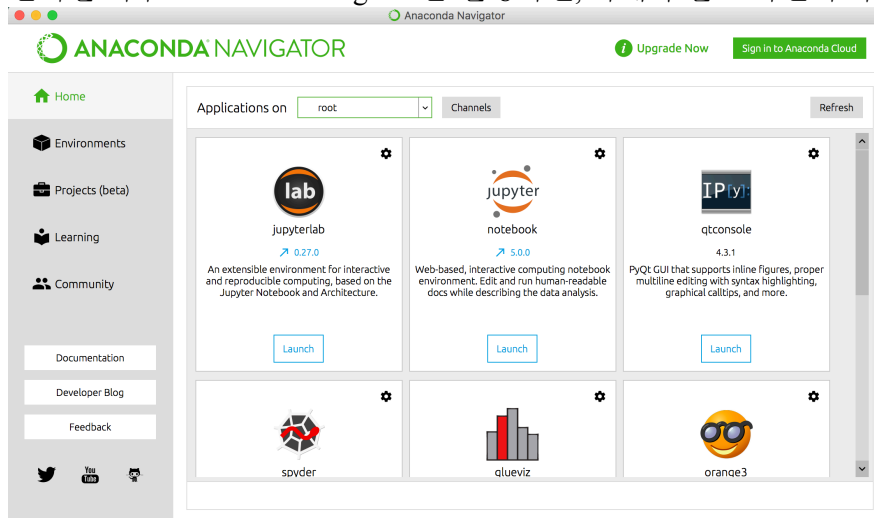 Anaconda Navigator
ANACONDA NAVIGATOR
Upgrade Now
Sign in to Anaconda Cloud
Home
Environments
Projects (beta)
Learning
Community
Documentation
Developer Blog
Feedback
You
Tube
Applications on
root
Channels
Refresh
lab
jupyterlab
0.27.0
An extensible environment for interactive
and reproducible computing, based on the
Jupyter Notebook and Architecture.
Launch
jupyter
notebook
5.0.0
Web-based, interactive computing notebook
environment. Edit and run human-readable
docs while describing the data analysis.
Launch
IP[y]:
qtconsole
4.3.1
PyQt GUI that supports inline figures, proper
multiline editing with syntax highlighting,
graphical calltips, and more.
Launch
spyder
glueviz
orange3